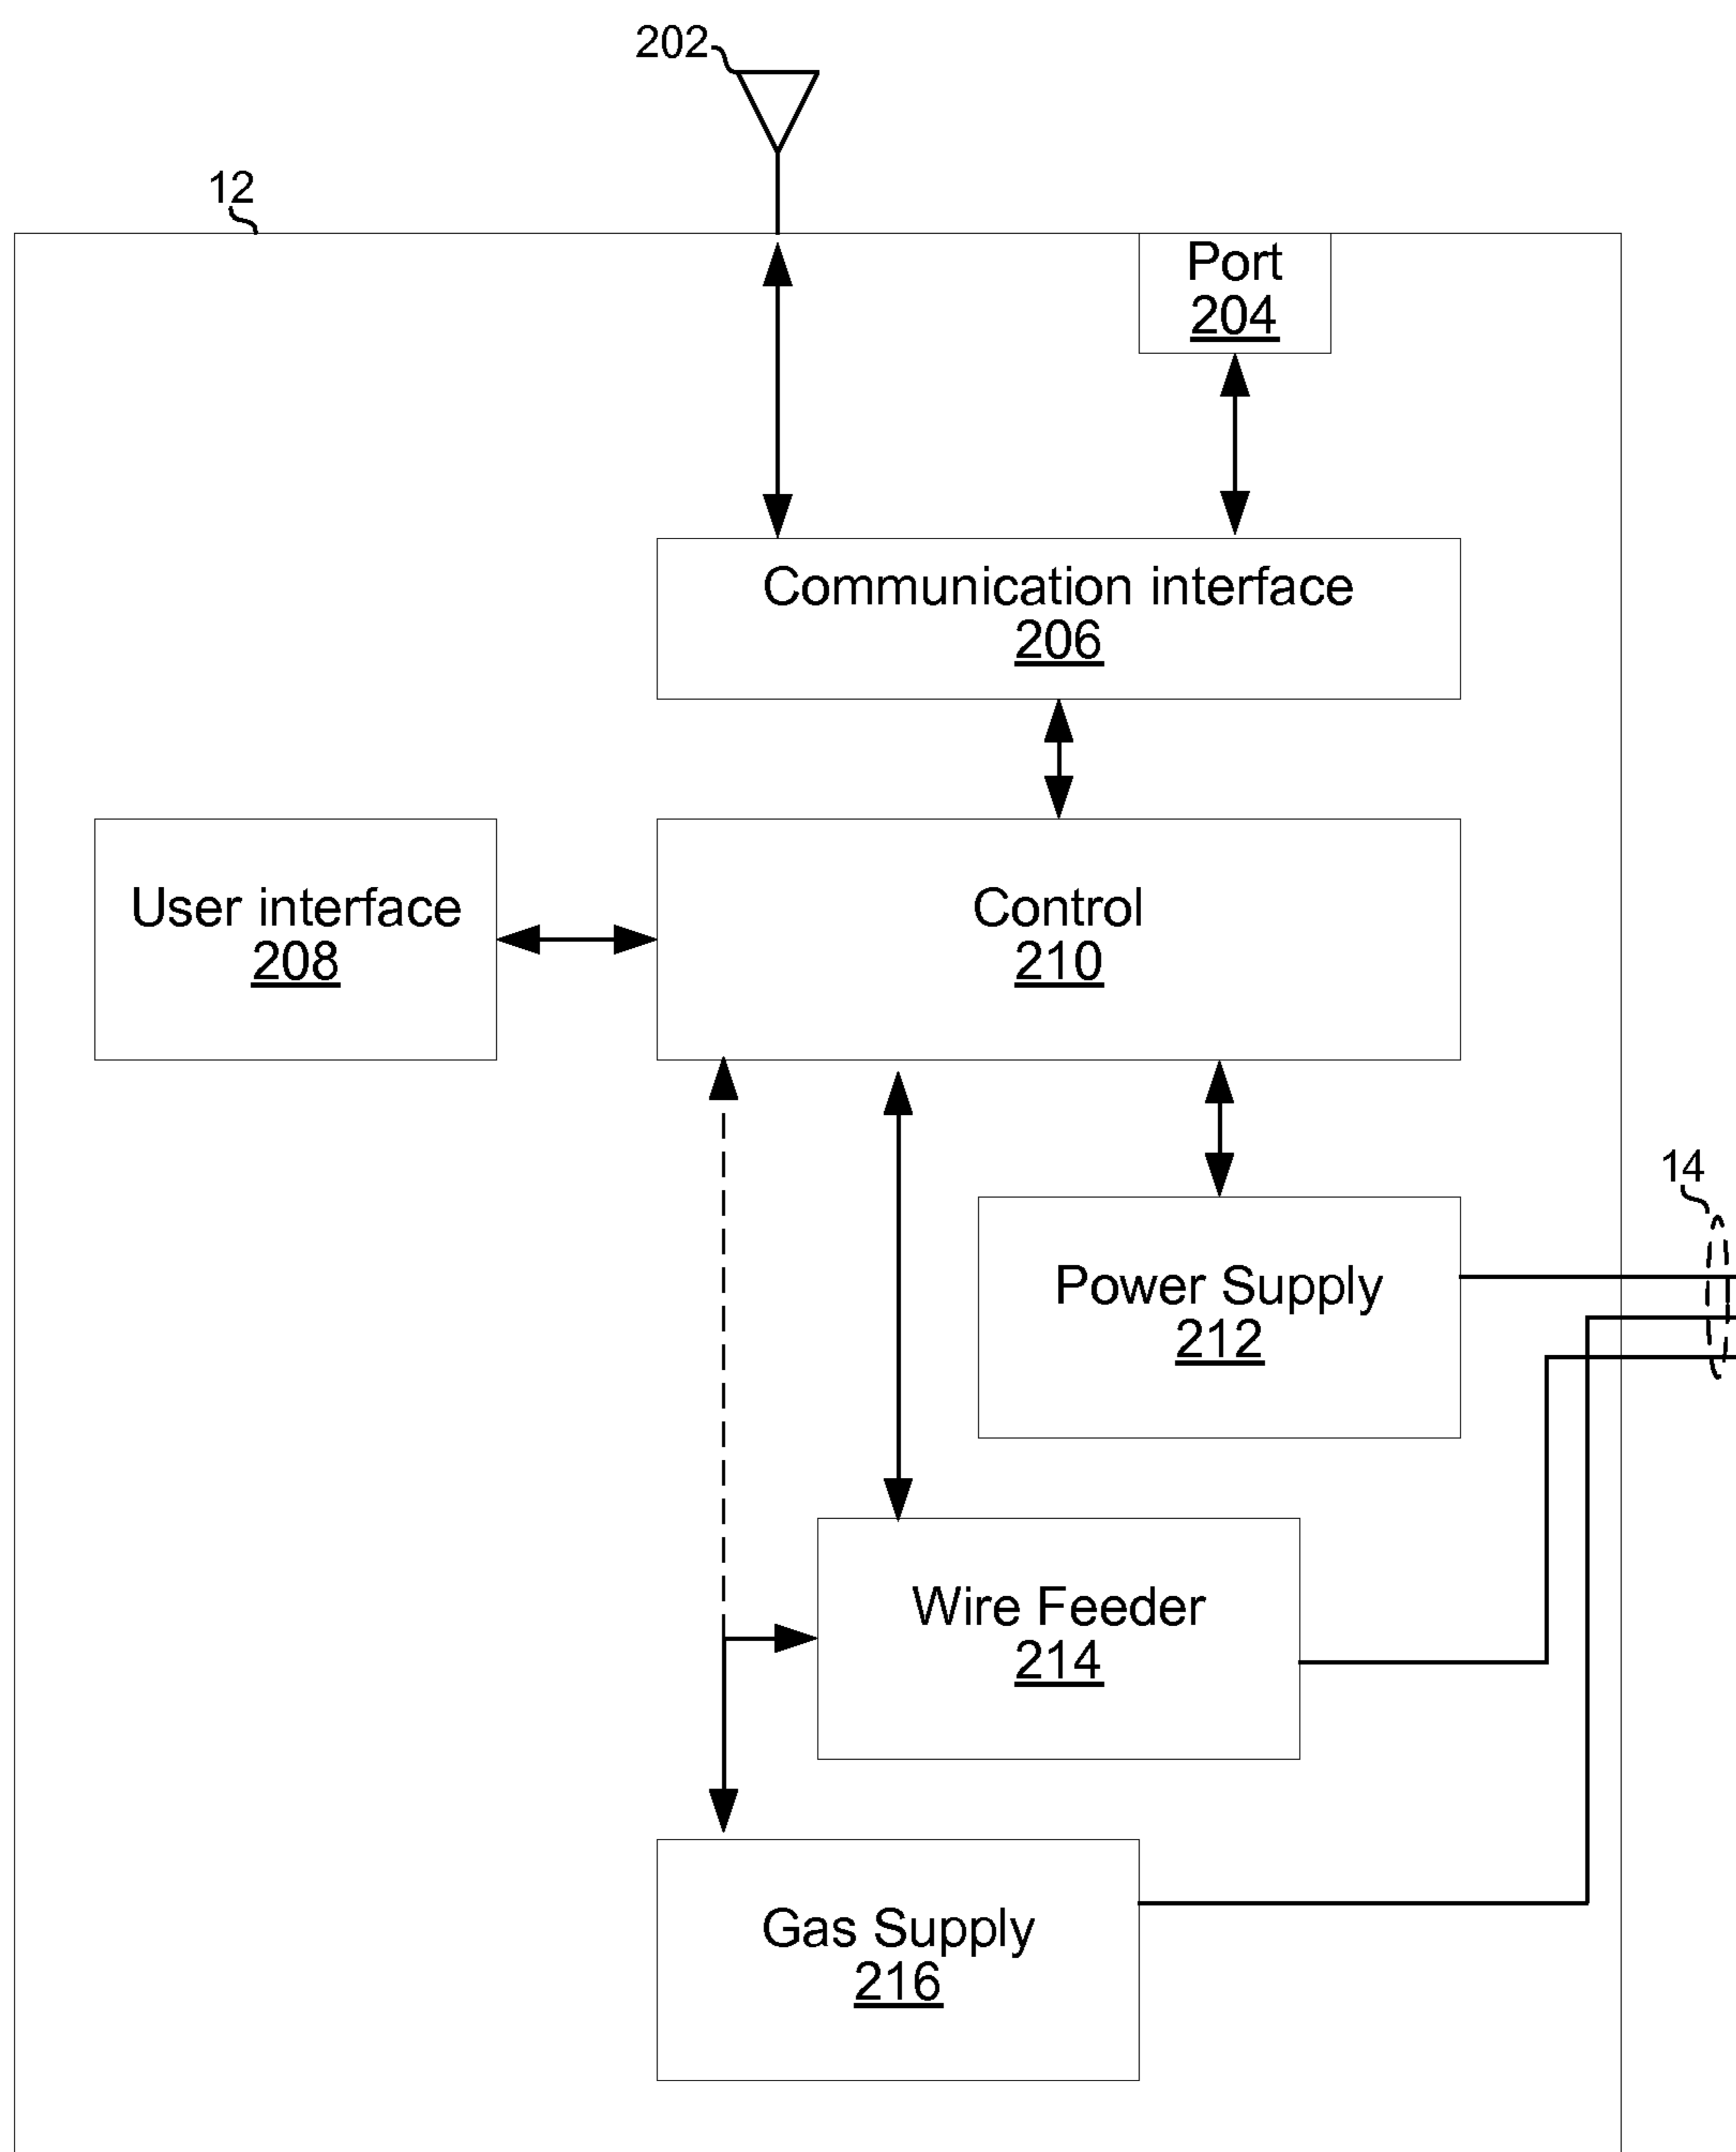 202
12
Port
204
Communication interface
206
User interface
208
Control
210
14
Power Supply
212
Wire Feeder
214
Gas Supply
216